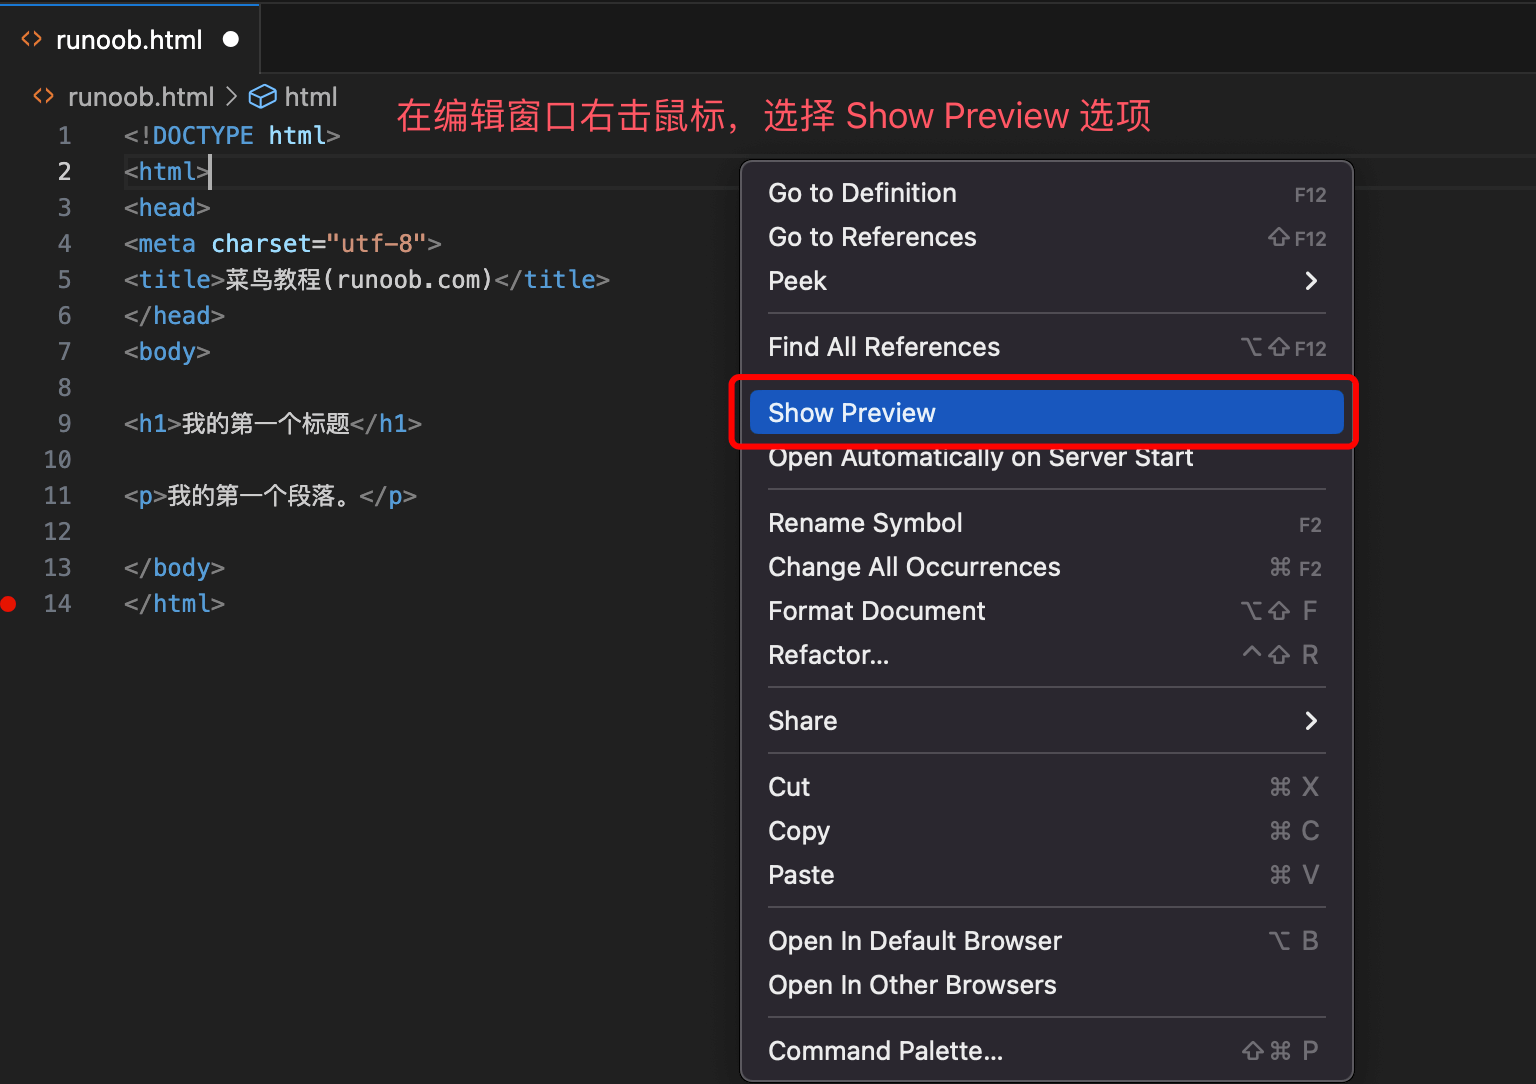 runoob.html
runoob.html > html
在编辑窗口右击鼠标，选择 Show Preview 选项
1 <!DOCTYPE html>
2 <html>
3 <head>
4 <meta charset="utf-8">
5 <title>菜鸟教程(runoob.com)</title>
6 </head>
7 <body>
8
9 <h1>我的第一个标题</h1>
10
11 <p>我的第一个段落。</p>
12
13 </body>
14 </html>
Go to Definition F12
Go to References ⇧F12
Peek
Find All References ⌥⇧F12
Show Preview
Open Automatically on Server Start
Rename Symbol F2
Change All Occurrences ⌘F2
Format Document ⌥⇧ F
Refactor... ^⇧ R
Share
Cut ⌘ X
Copy ⌘ C
Paste ⌘ V
Open In Default Browser ⌥ B
Open In Other Browsers
Command Palette... ⇧⌘ P